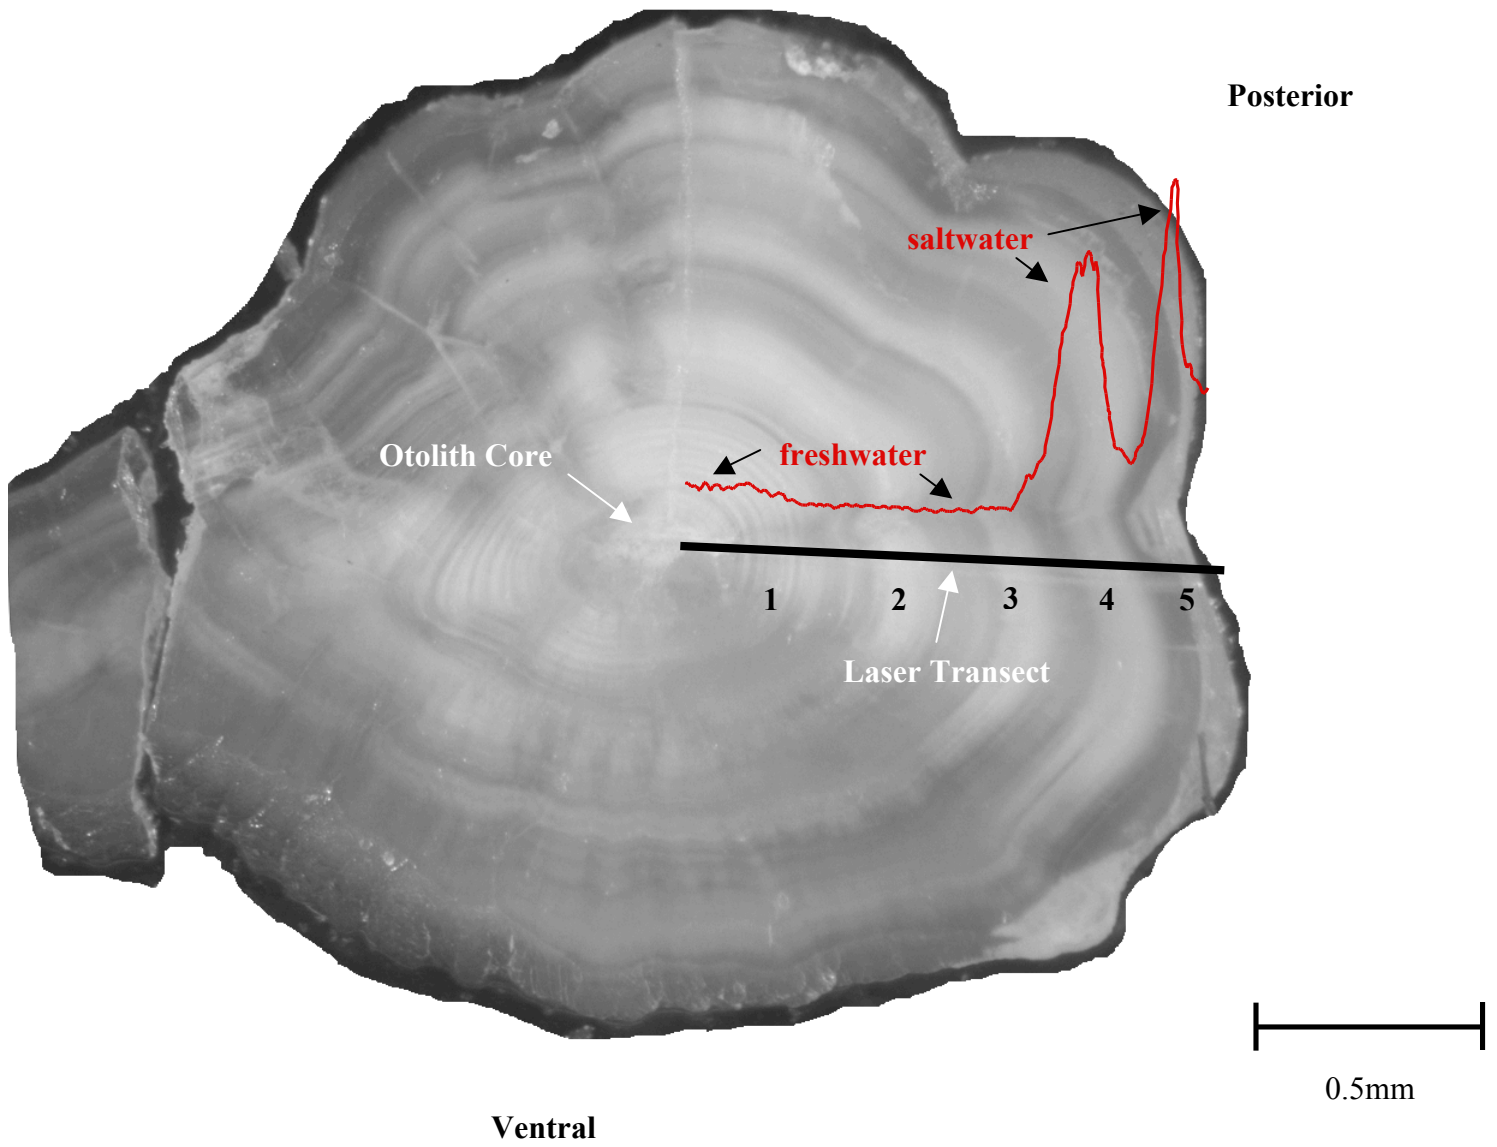 Posterior
saltwater
Otolith Core
freshwater
1 2 3 4 5
Laser Transect
0.5mm
Ventral